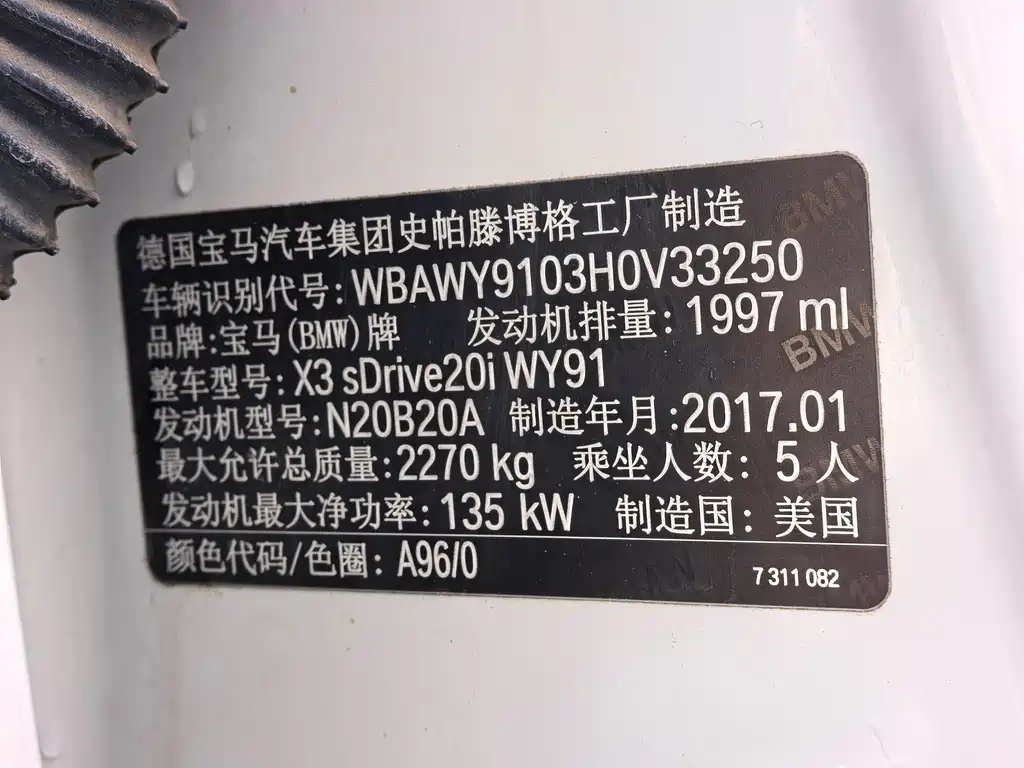 德国宝马汽车集团史帕滕博格工厂制造
车辆识别代号:WBAWY9103H0V33250
品牌:宝马(BMW)牌 发动机排量:1997 ml
整车型号:X3 sDrive20i WY91
发动机型号:N20B20A 制造年月:2017.01
最大允许总质量:2270 kg 乘坐人数: 5 人
发动机最大净功率:135 kW 制造国: 美国
颜色代码/色圈: A96/0
7 311 082
BMW
BMW
BMW
BMW